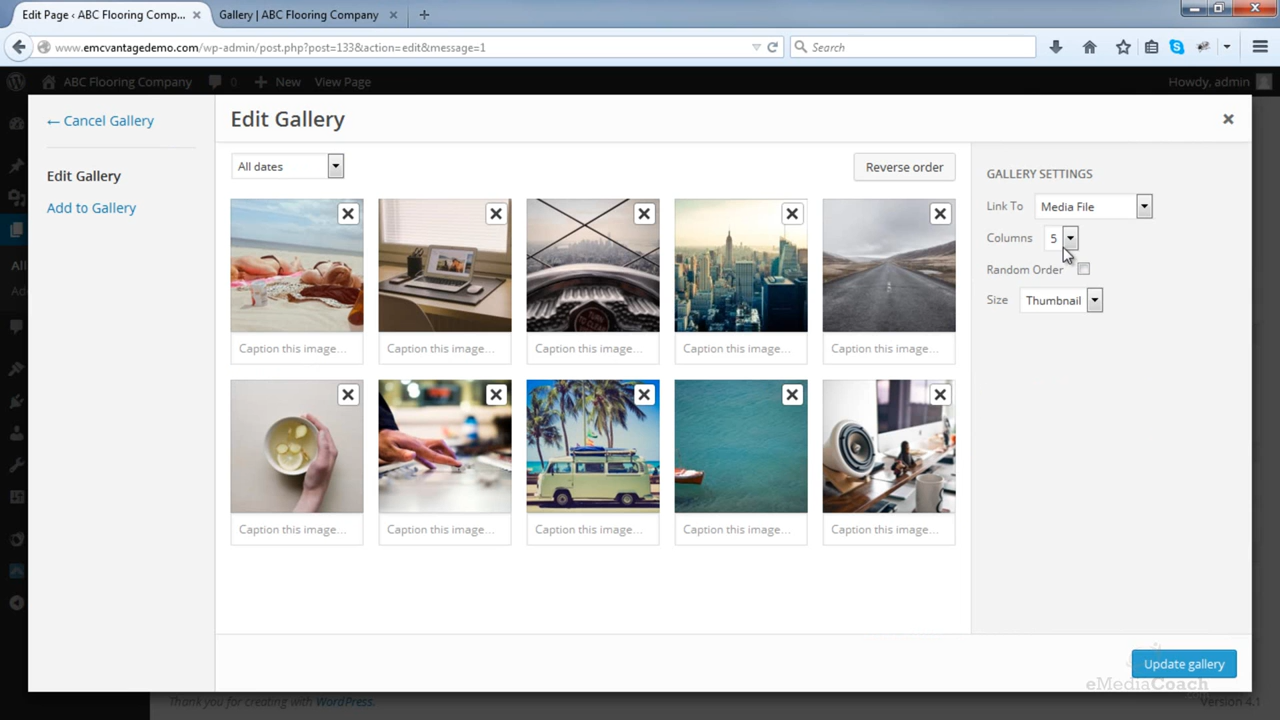 Edit Page ‹ ABC Flooring Comp...
Gallery | ABC Flooring Company
www.emcvantagedemo.com/wp-admin/post.php?post=133&action=edit&message=1
Search
ABC Flooring Company
0
New
View Page
Howdy, admin
← Cancel Gallery
Edit Gallery
Edit Gallery
Add to Gallery
All dates
Reverse order
GALLERY SETTINGS
Link To
Media File
Columns
5
Random Order
Size
Thumbnail
Caption this image...
Caption this image...
Caption this image...
Caption this image...
Caption this image...
Caption this image...
Caption this image...
Caption this image...
Caption this image...
Caption this image...
All
Ad
Update gallery
eMediaCoach
Thank you for creating with WordPress.
Version 4.1